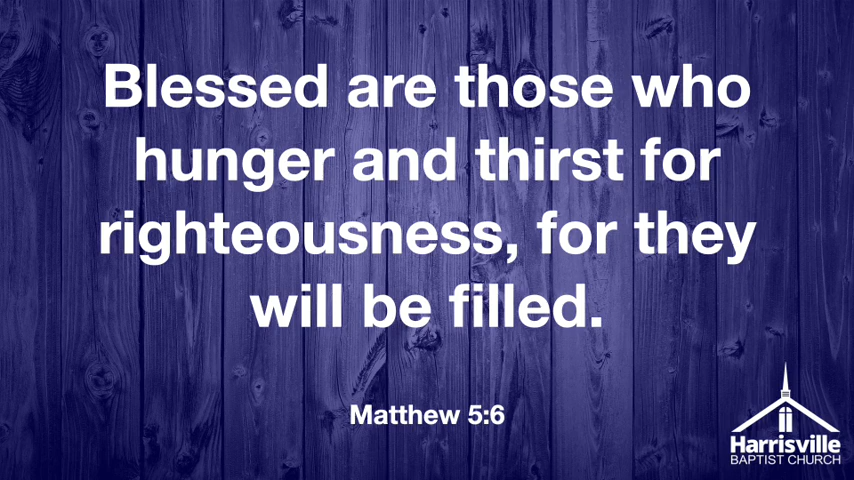 Blessed are those who
hunger and thirst for
righteousness, for they
will be filled.
Matthew 5:6
Harrisville
BAPTIST CHURCH